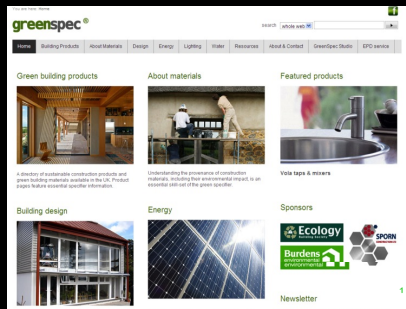 You are here: Home
greenspec®
search whole web
Home Building Products About Materials Design Energy Lighting Water Resources About & Contact GreenSpec Studio EPD service
Green building products
About materials
Featured products
A directory of sustainable construction products and
green building materials available in the UK. Product
pages feature essential specifier information.
Understanding the provenance of construction
materials, including their environmental impact, is an
essential skill-set of the green specifier.
Vola taps & mixers
Building design
Energy
Sponsors
Ecology
Building Society
Burdens
environmental
SPORN
Newsletter
1